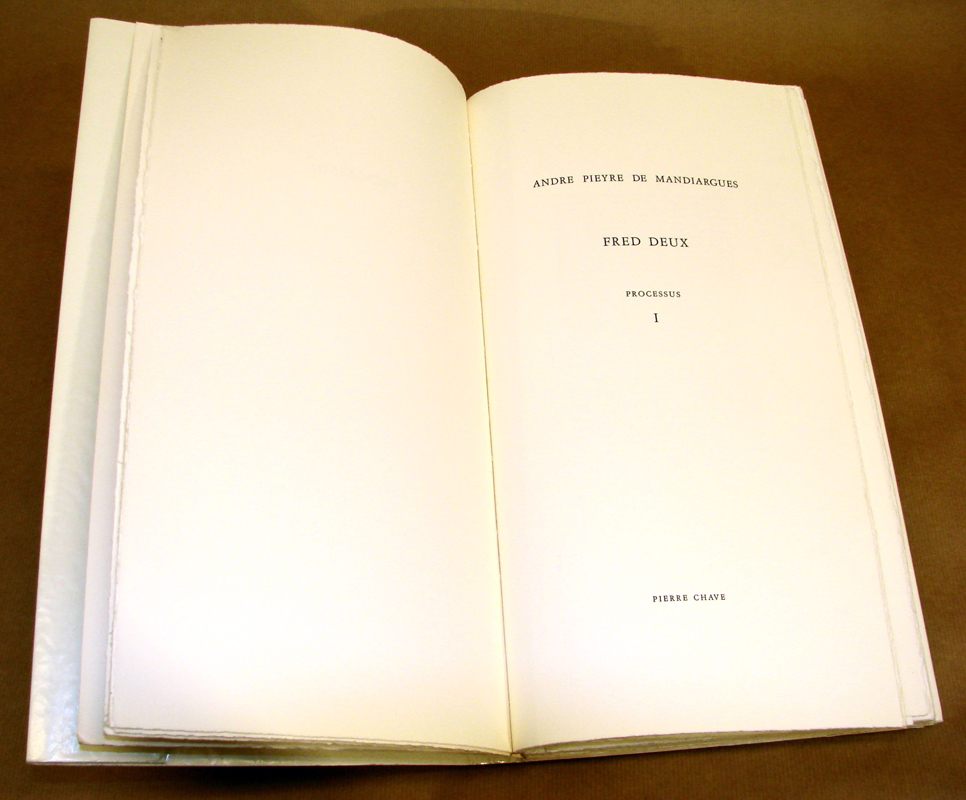 ANDRE PIEYRE DE MANDIARGUES
FRED DEUX
PROCESSUS
I
PIERRE CHAVE